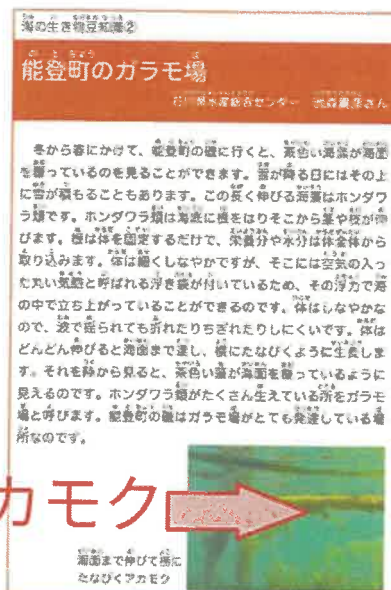 海の生き物豆知識②
能登町のガラモ場
石川県水産総合センター 池森貴彦さん
冬から春にかけて、能登町の磯に行くと、茶色い海藻が海面
を覆っているのを見ることができます。雪が降る日にはその上
に雪が積もることもあります。この長く伸びる海藻はホンダワ
ラ類です。ホンダワラ類は海底に根をはりそこから茎や枝が伸
びます。根は体を固定するだけで、栄養分や水分は体全体から
取り込みます。体は細くしなやかですが、そこには空気の入っ
た丸い気胞と呼ばれる浮き袋が付いているため、その浮力で海
の中で立ち上がっていることができるのです。体はしなやかな
ので、波で揺られても折れたりちぎれたりしにくいです。体は
どんどん伸びると海面まで達し、横にたなびくように生長しま
す。それを陸から見ると、茶色い藻が海面を覆っているように
見えるのです。ホンダワラ類がたくさん生えている所をガラモ
場と呼びます。能登町の磯はガラモ場がとても発達している場
所なのです。
カモク
海面まで伸びて横に
たなびくアカモク